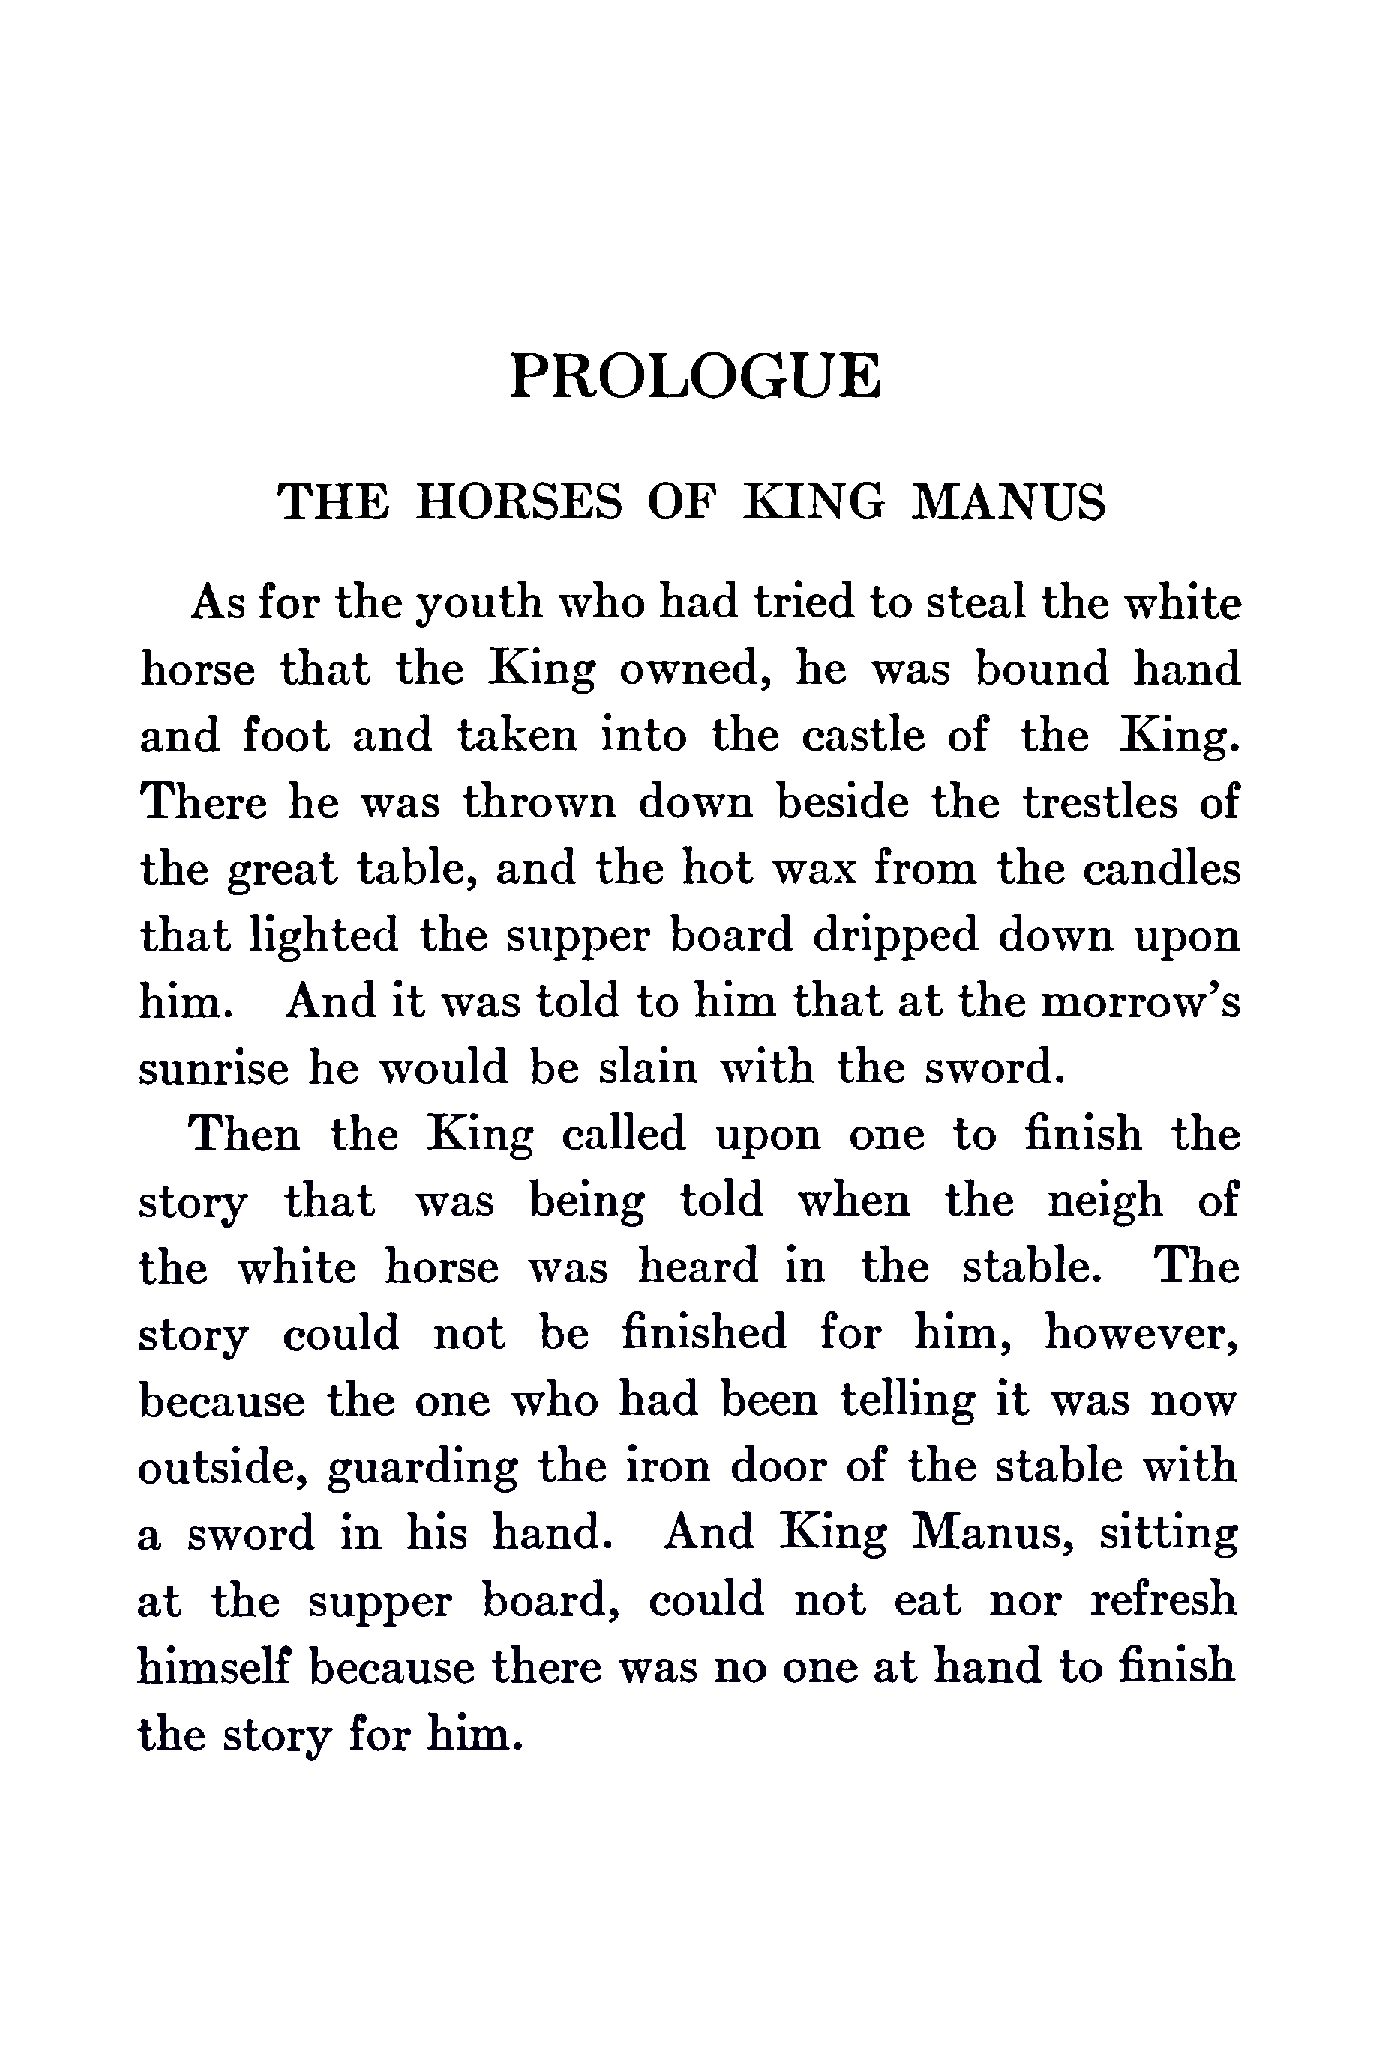 PROLOGUE
THE HORSES OF KING MANUS
As for the youth who had tried to steal the white
horse that the King owned, he was bound hand
and foot and taken into the castle of the King.
There he was thrown down beside the trestles of
the great table, and the hot wax from the candles
that lighted the supper board dripped down upon
him. And it was told to him that at the morrow's
sunrise he would be slain with the sword.
Then the King called upon one to finish the
story that was being told when the neigh of
the white horse was heard in the stable. The
story could not be finished for him, however,
because the one who had been telling it was now
outside, guarding the iron door of the stable with
a sword in his hand. And King Manus, sitting
at the supper board, could not eat nor refresh
himself because there was no one at hand to finish
the story for him.